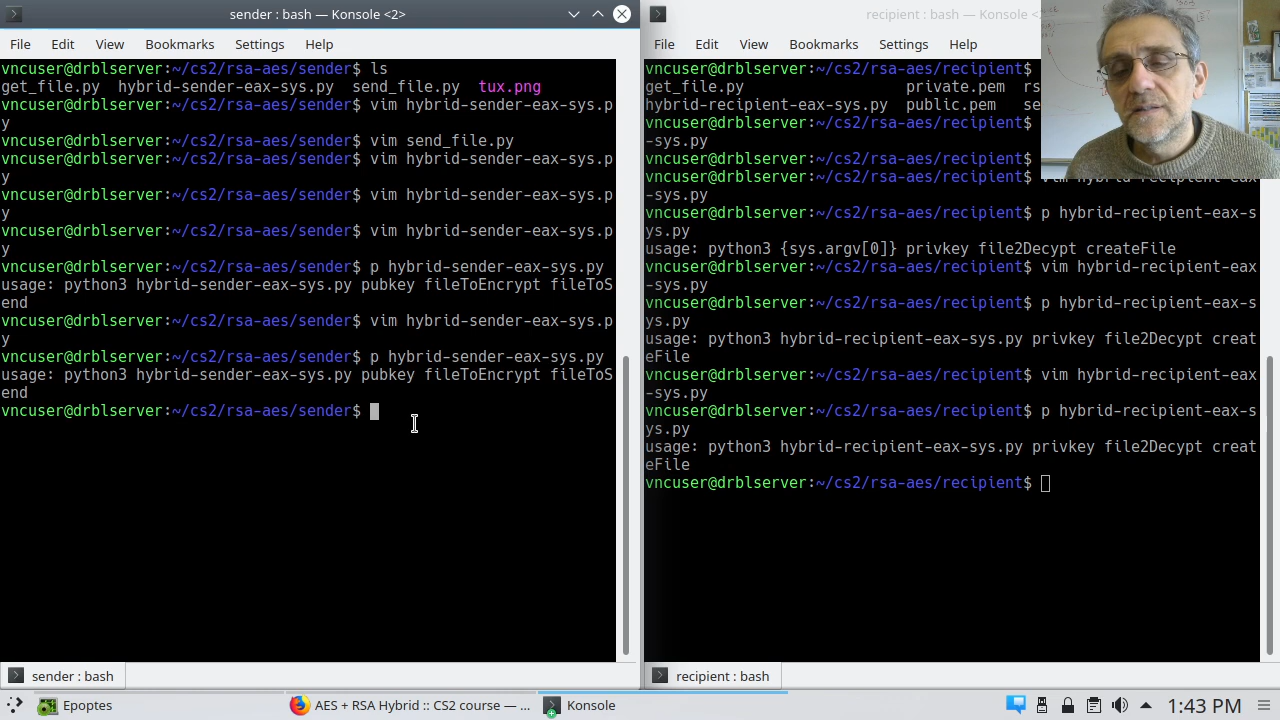 sender : bash — Konsole <2>
File Edit View Bookmarks Settings Help
vncuser@drblserver:~/cs2/rsa-aes/sender$ ls
get_file.py hybrid-sender-eax-sys.py send_file.py tux.png
vncuser@drblserver:~/cs2/rsa-aes/sender$ vim hybrid-sender-eax-sys.p
y
vncuser@drblserver:~/cs2/rsa-aes/sender$ vim send_file.py
vncuser@drblserver:~/cs2/rsa-aes/sender$ vim hybrid-sender-eax-sys.p
y
vncuser@drblserver:~/cs2/rsa-aes/sender$ vim hybrid-sender-eax-sys.p
y
vncuser@drblserver:~/cs2/rsa-aes/sender$ vim hybrid-sender-eax-sys.p
y
vncuser@drblserver:~/cs2/rsa-aes/sender$ p hybrid-sender-eax-sys.py
usage: python3 hybrid-sender-eax-sys.py pubkey fileToEncrypt fileToS
end
vncuser@drblserver:~/cs2/rsa-aes/sender$ vim hybrid-sender-eax-sys.p
y
vncuser@drblserver:~/cs2/rsa-aes/sender$ p hybrid-sender-eax-sys.py
usage: python3 hybrid-sender-eax-sys.py pubkey fileToEncrypt fileToS
end
vncuser@drblserver:~/cs2/rsa-aes/sender$
sender : bash
recipient : bash — Konsole <
File Edit View Bookmarks Settings Help
vncuser@drblserver:~/cs2/rsa-aes/recipient$
get_file.py private.pem rs
hybrid-recipient-eax-sys.py public.pem se
vncuser@drblserver:~/cs2/rsa-aes/recipient$
-sys.py
vncuser@drblserver:~/cs2/rsa-aes/recipient$
vncuser@drblserver:~/cs2/rsa-aes/recipient$ vim hybrid-recipient-eax
-sys.py
vncuser@drblserver:~/cs2/rsa-aes/recipient$ p hybrid-recipient-eax-s
ys.py
usage: python3 {sys.argv[0]} privkey file2Decypt createFile
vncuser@drblserver:~/cs2/rsa-aes/recipient$ vim hybrid-recipient-eax
-sys.py
vncuser@drblserver:~/cs2/rsa-aes/recipient$ p hybrid-recipient-eax-s
ys.py
usage: python3 hybrid-recipient-eax-sys.py privkey file2Decypt creat
eFile
vncuser@drblserver:~/cs2/rsa-aes/recipient$ vim hybrid-recipient-eax
-sys.py
vncuser@drblserver:~/cs2/rsa-aes/recipient$ p hybrid-recipient-eax-s
ys.py
usage: python3 hybrid-recipient-eax-sys.py privkey file2Decypt creat
eFile
vncuser@drblserver:~/cs2/rsa-aes/recipient$
recipient : bash
Epoptes AES + RSA Hybrid :: CS2 course — ... Konsole 1:43 PM